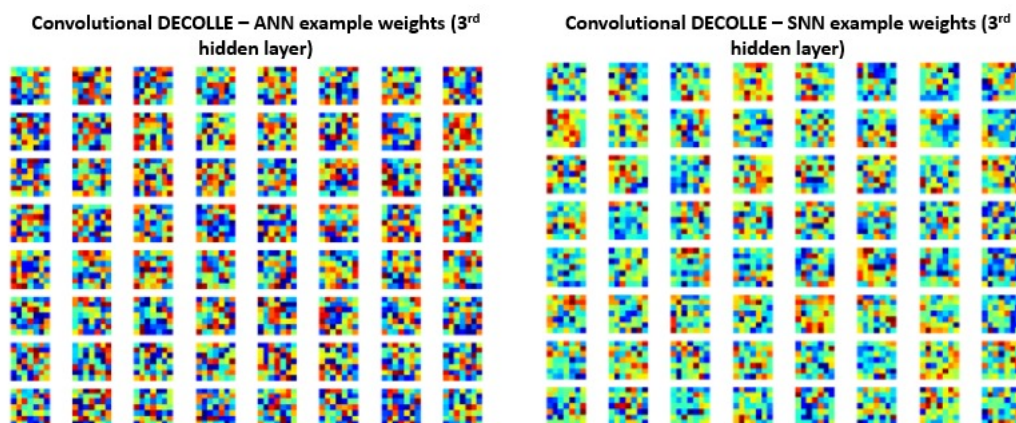 Convolutional DECOLLE – ANN example weights (3rd
hidden layer)
Convolutional DECOLLE – SNN example weights (3rd
hidden layer)